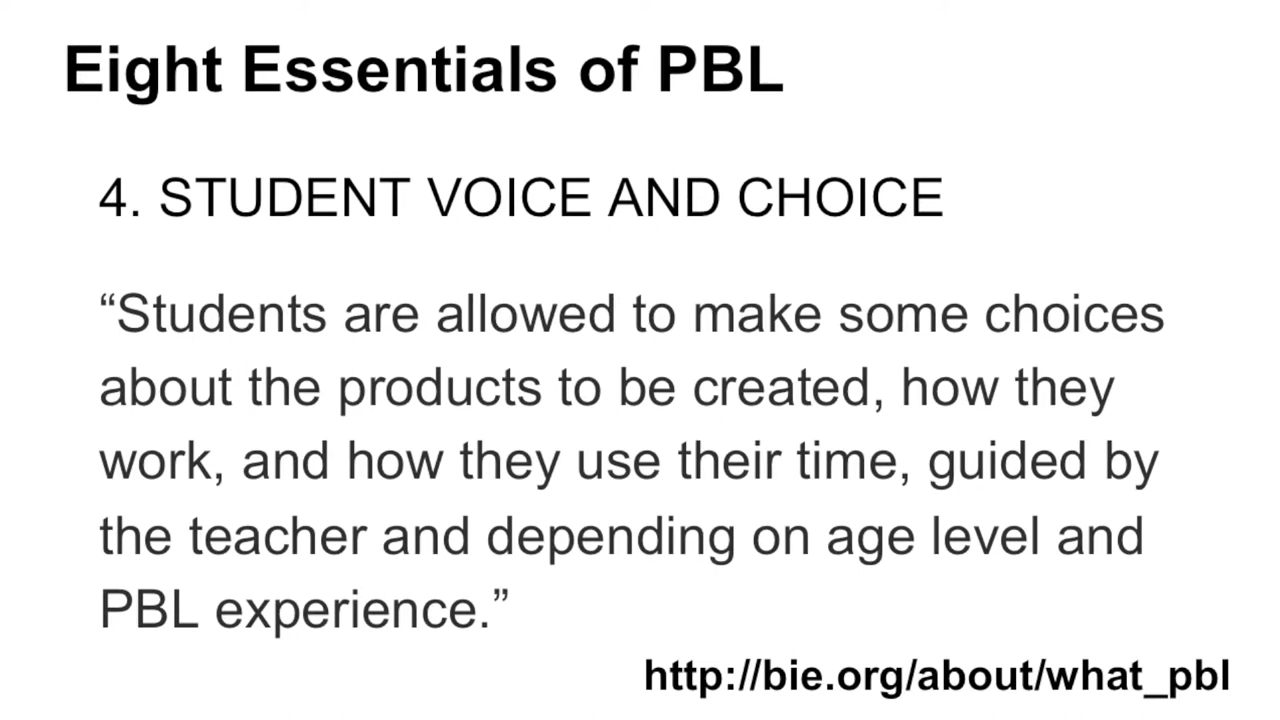 Eight Essentials of PBL
4. STUDENT VOICE AND CHOICE
“Students are allowed to make some choices
about the products to be created, how they
work, and how they use their time, guided by
the teacher and depending on age level and
PBL experience.”
http://bie.org/about/what_pbl